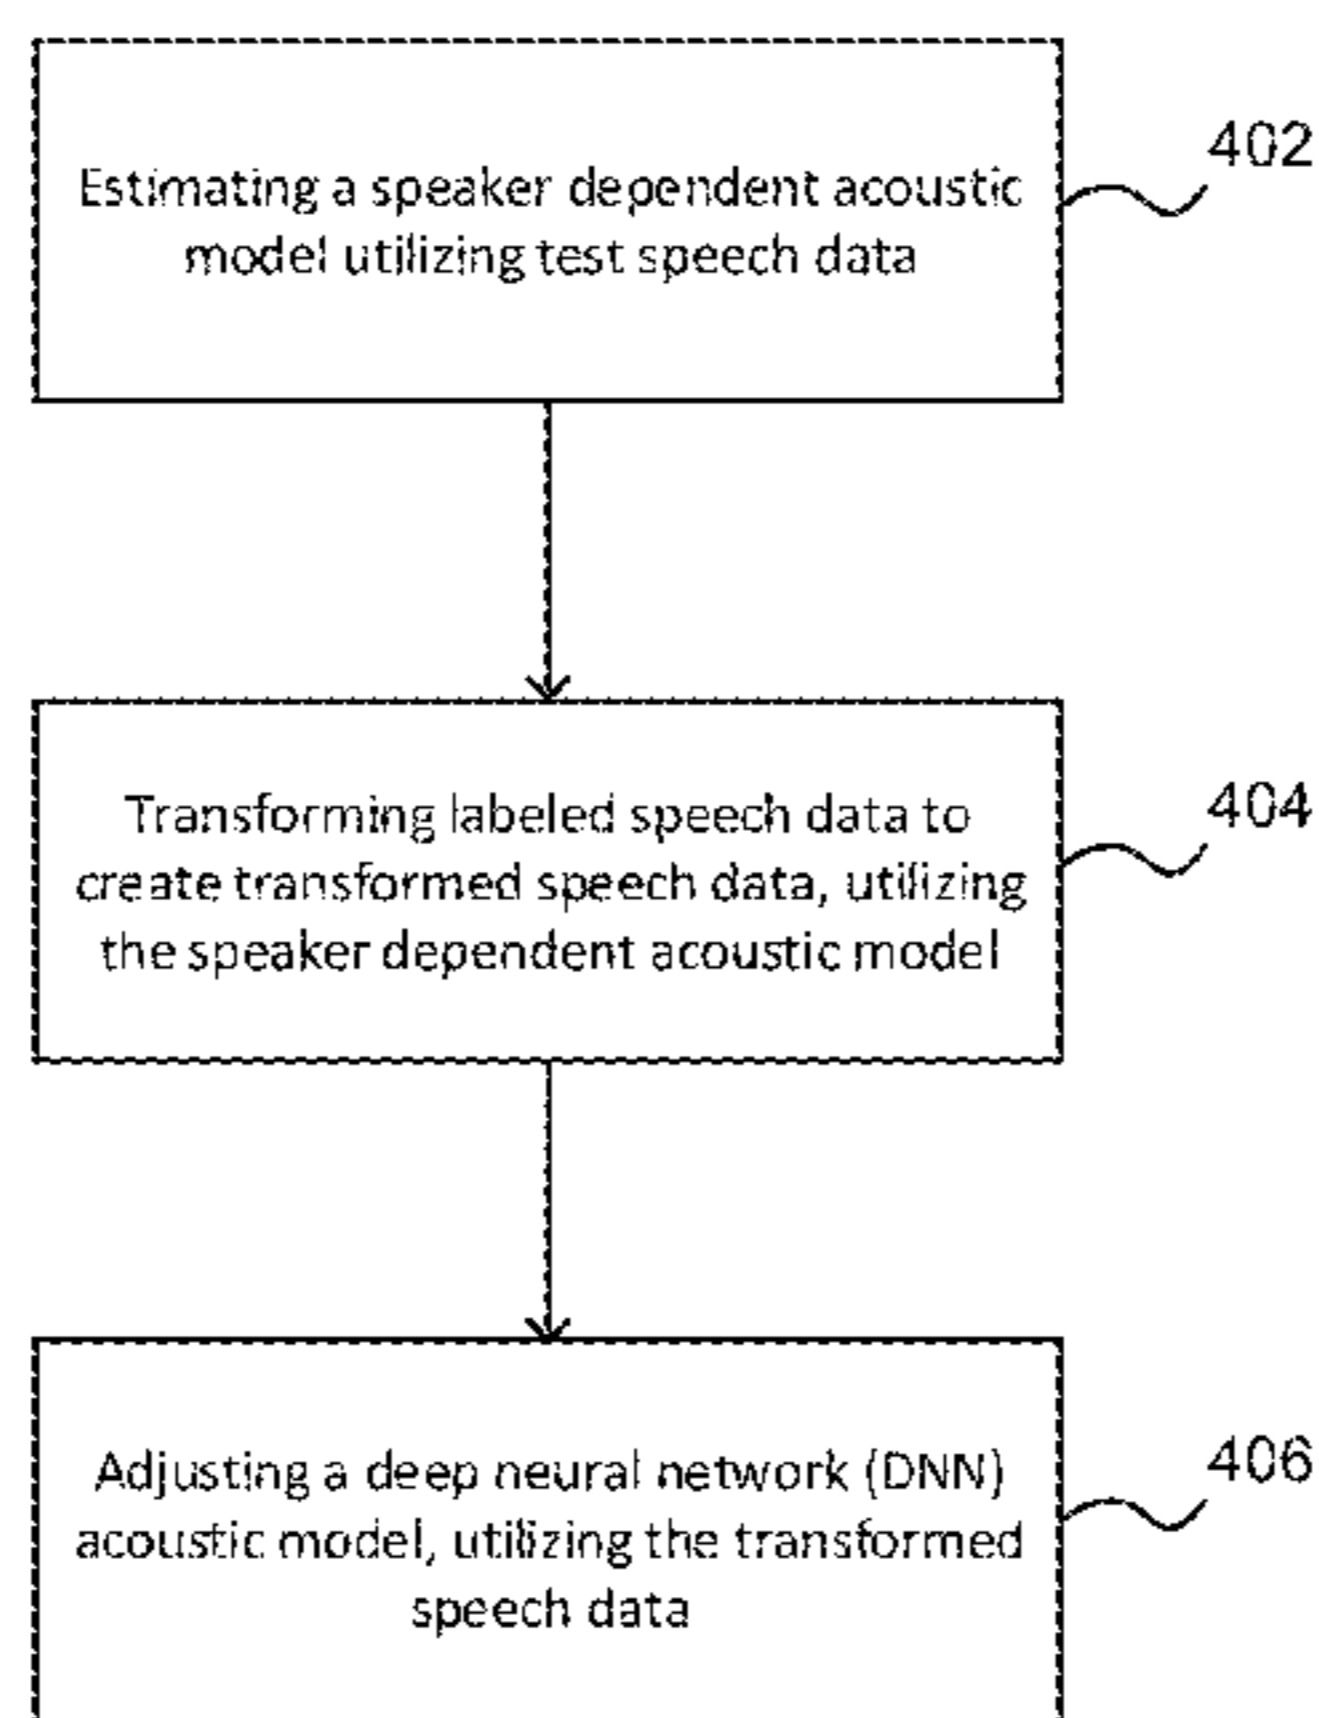 Estimating a speaker dependent acoustic
model utilizing test speech data
402
Transforming labeled speech data to
create transformed speech data, utilizing
the speaker dependent acoustic model
404
Adjusting a deep neural network (DNN)
acoustic model, utilizing the transformed
speech data
406